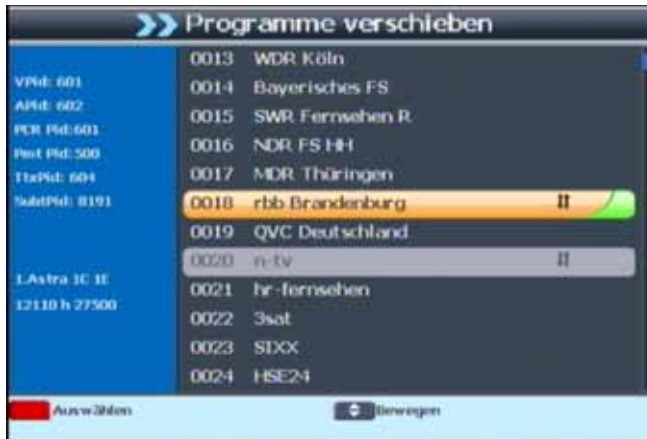 Programme verschieben
VPid: 601
APid: 602
PCR Pid:601
Pmt Pid: 500
TtxPid: 604
SubtPid: 8191
1.Astra 1C 1E
12110 h 27500
0013 WDR Köln
0014 Bayerisches FS
0015 SWR Fernsehen R
0016 NDR FS HH
0017 MDR Thüringen
0018 rbb Brandenburg
0019 QVC Deutschland
0020 n-tv
0021 hr-fernsehen
0022 3sat
0023 SIXX
0024 HSE24
Auswählen
Bewegen